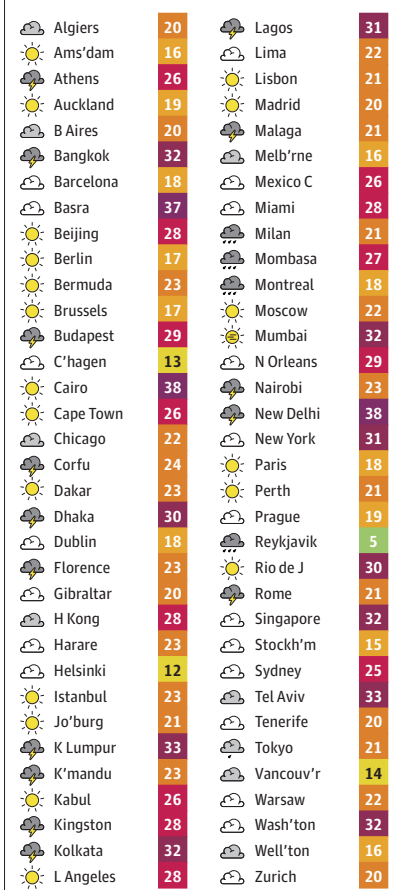 Algiers 20
Ams'dam 16
Athens 26
Auckland 19
B Aires 20
Bangkok 32
Barcelona 18
Basra 37
Beijing 28
Berlin 17
Bermuda 23
Brussels 17
Budapest 29
C'hagen 13
Cairo 38
Cape Town 26
Chicago 22
Corfu 24
Dakar 23
Dhaka 30
Dublin 18
Florence 23
Gibraltar 20
H Kong 28
Harare 23
Helsinki 12
Istanbul 23
Jo'burg 21
K Lumpur 33
K'mandu 23
Kabul 26
Kingston 28
Kolkata 32
L Angeles 28
Lagos 31
Lima 22
Lisbon 21
Madrid 20
Malaga 21
Melb'rne 16
Mexico C 26
Miami 28
Milan 21
Mombasa 27
Montreal 18
Moscow 22
Mumbai 32
N Orleans 29
Nairobi 23
New Delhi 38
New York 31
Paris 18
Perth 21
Prague 19
Reykjavik 5
Rio de J 30
Rome 21
Singapore 32
Stockh'm 15
Sydney 25
Tel Aviv 33
Tenerife 20
Tokyo 21
Vancouv'r 14
Warsaw 22
Wash'ton 32
Well'ton 16
Zurich 20